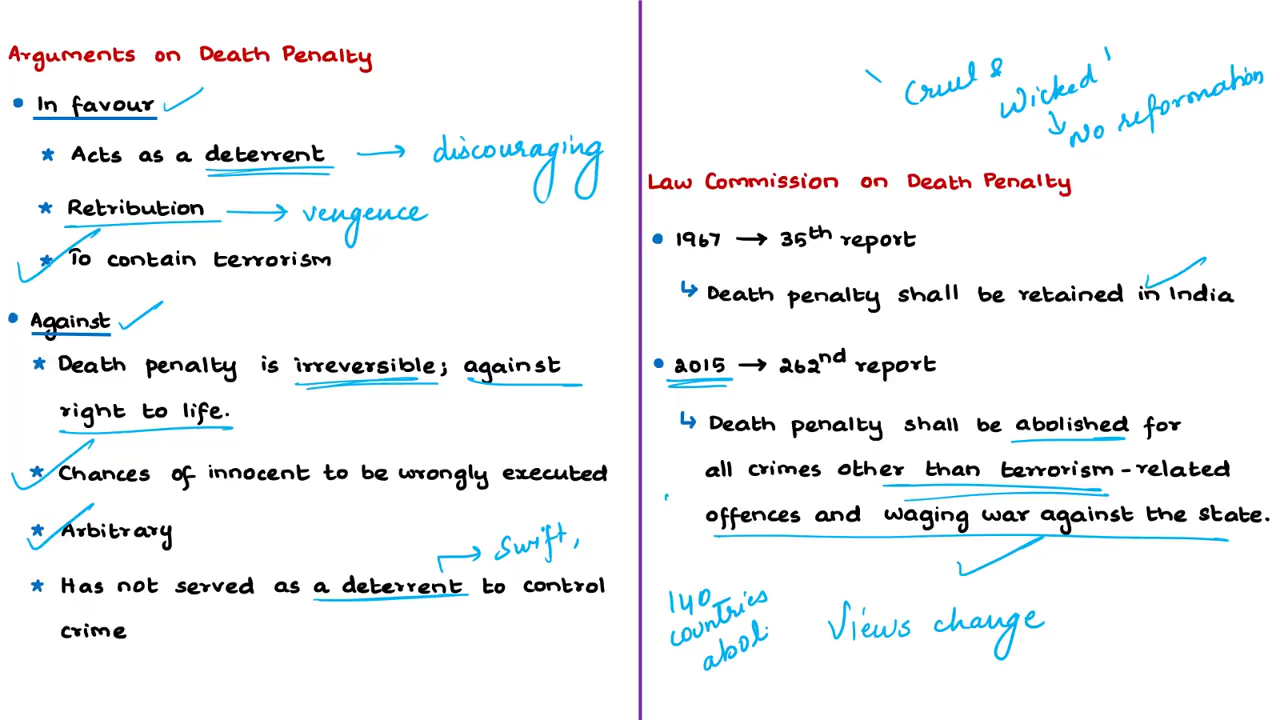 Arguments on Death Penalty
• In favour
★ Acts as a deterrent → discouraging
★ Retribution → vengence
★ To contain terrorism
• Against
★ Death penalty is irreversible; against
right to life.
★ Chances of innocent to be wrongly executed
★ Arbitrary
→ swift,
★ Has not served as a deterrent to control
crime
' Cruel &
Wicked '
↳ No reformation
Law Commission on Death Penalty
• 1967 → 35th report
↳ Death penalty shall be retained in India
• 2015 → 262nd report
↳ Death penalty shall be abolished for
all crimes other than terrorism-related
offences and waging war against the state.
140
countries
aboli
Views change